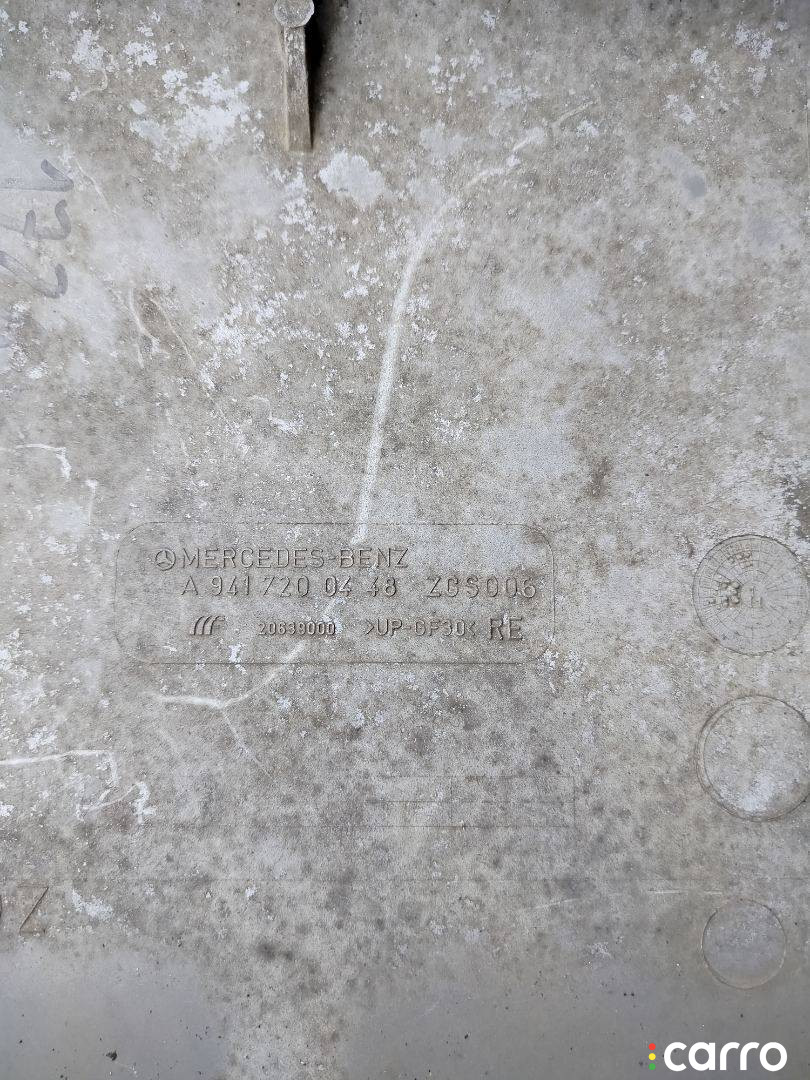 MERCEDES-BENZ
A 941 720 04 48 ZGS006
20639000 >UP-GF30< RE
carro